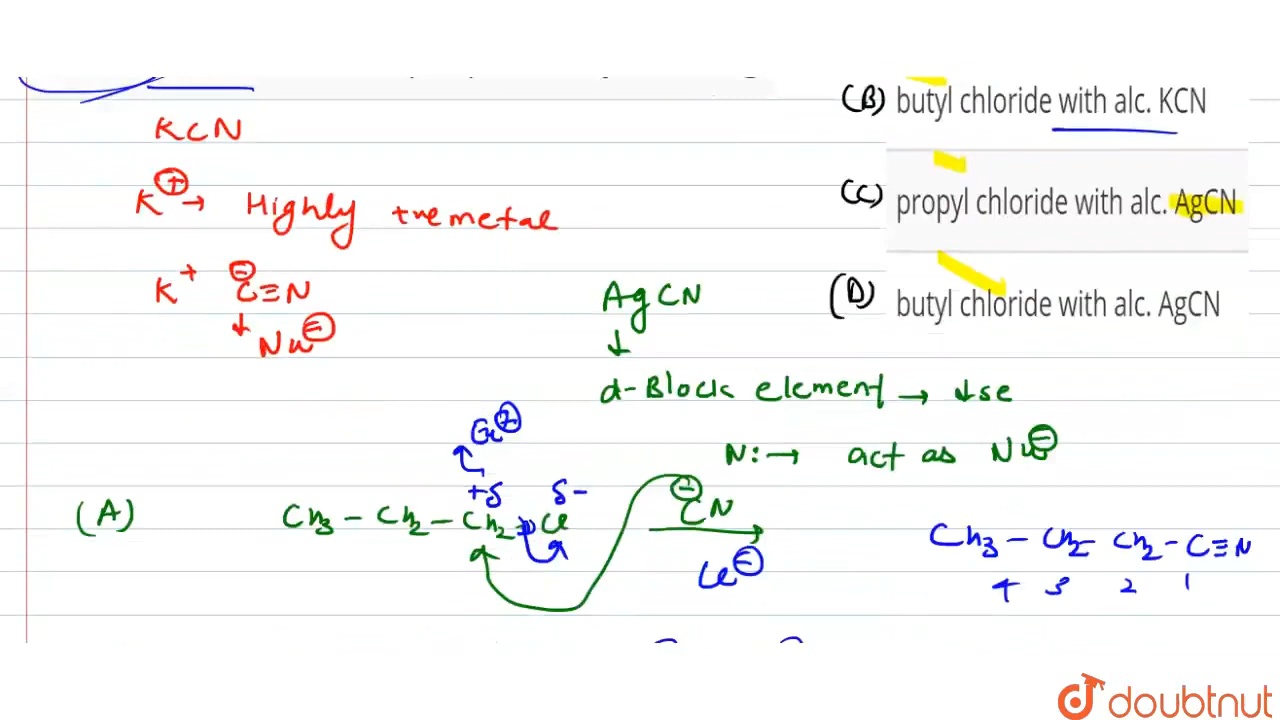 (B) butyl chloride with alc. KCN
KCN
K⊕ → Highly +ve metal
(C) propyl chloride with alc. AgCN
K+ C⊖≡N
↓
Nu⊖
AgCN
↓
(D) butyl chloride with alc. AgCN
d-Block element → ↓se
N: → act as Nu⊖
+δ δ-
(A) CH3 - CH2 - CH2 - Cl
⊖CN
Cl⊖
CH3 - CH2 - CH2 - C≡N
4 3 2 1
doubtnut